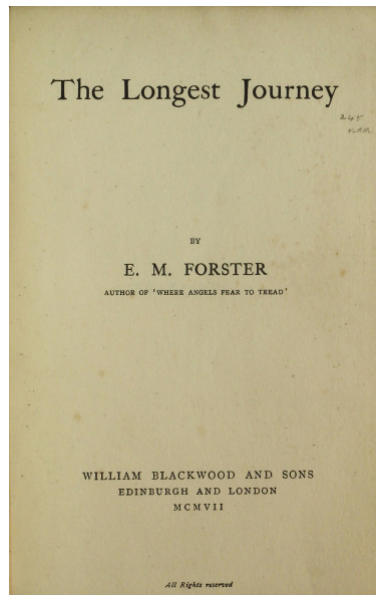 The Longest Journey
BY
E. M. FORSTER
AUTHOR OF 'WHERE ANGELS FEAR TO TREAD'
WILLIAM BLACKWOOD AND SONS
EDINBURGH AND LONDON
MCMVII
All Rights reserved